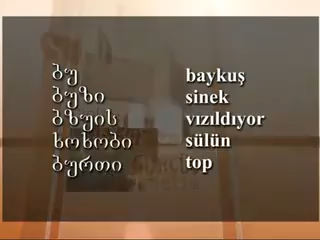 ბუ baykuş
ბუზი sinek
ბზუის vızıldıyor
ხოხობი sülün
ბურთი top